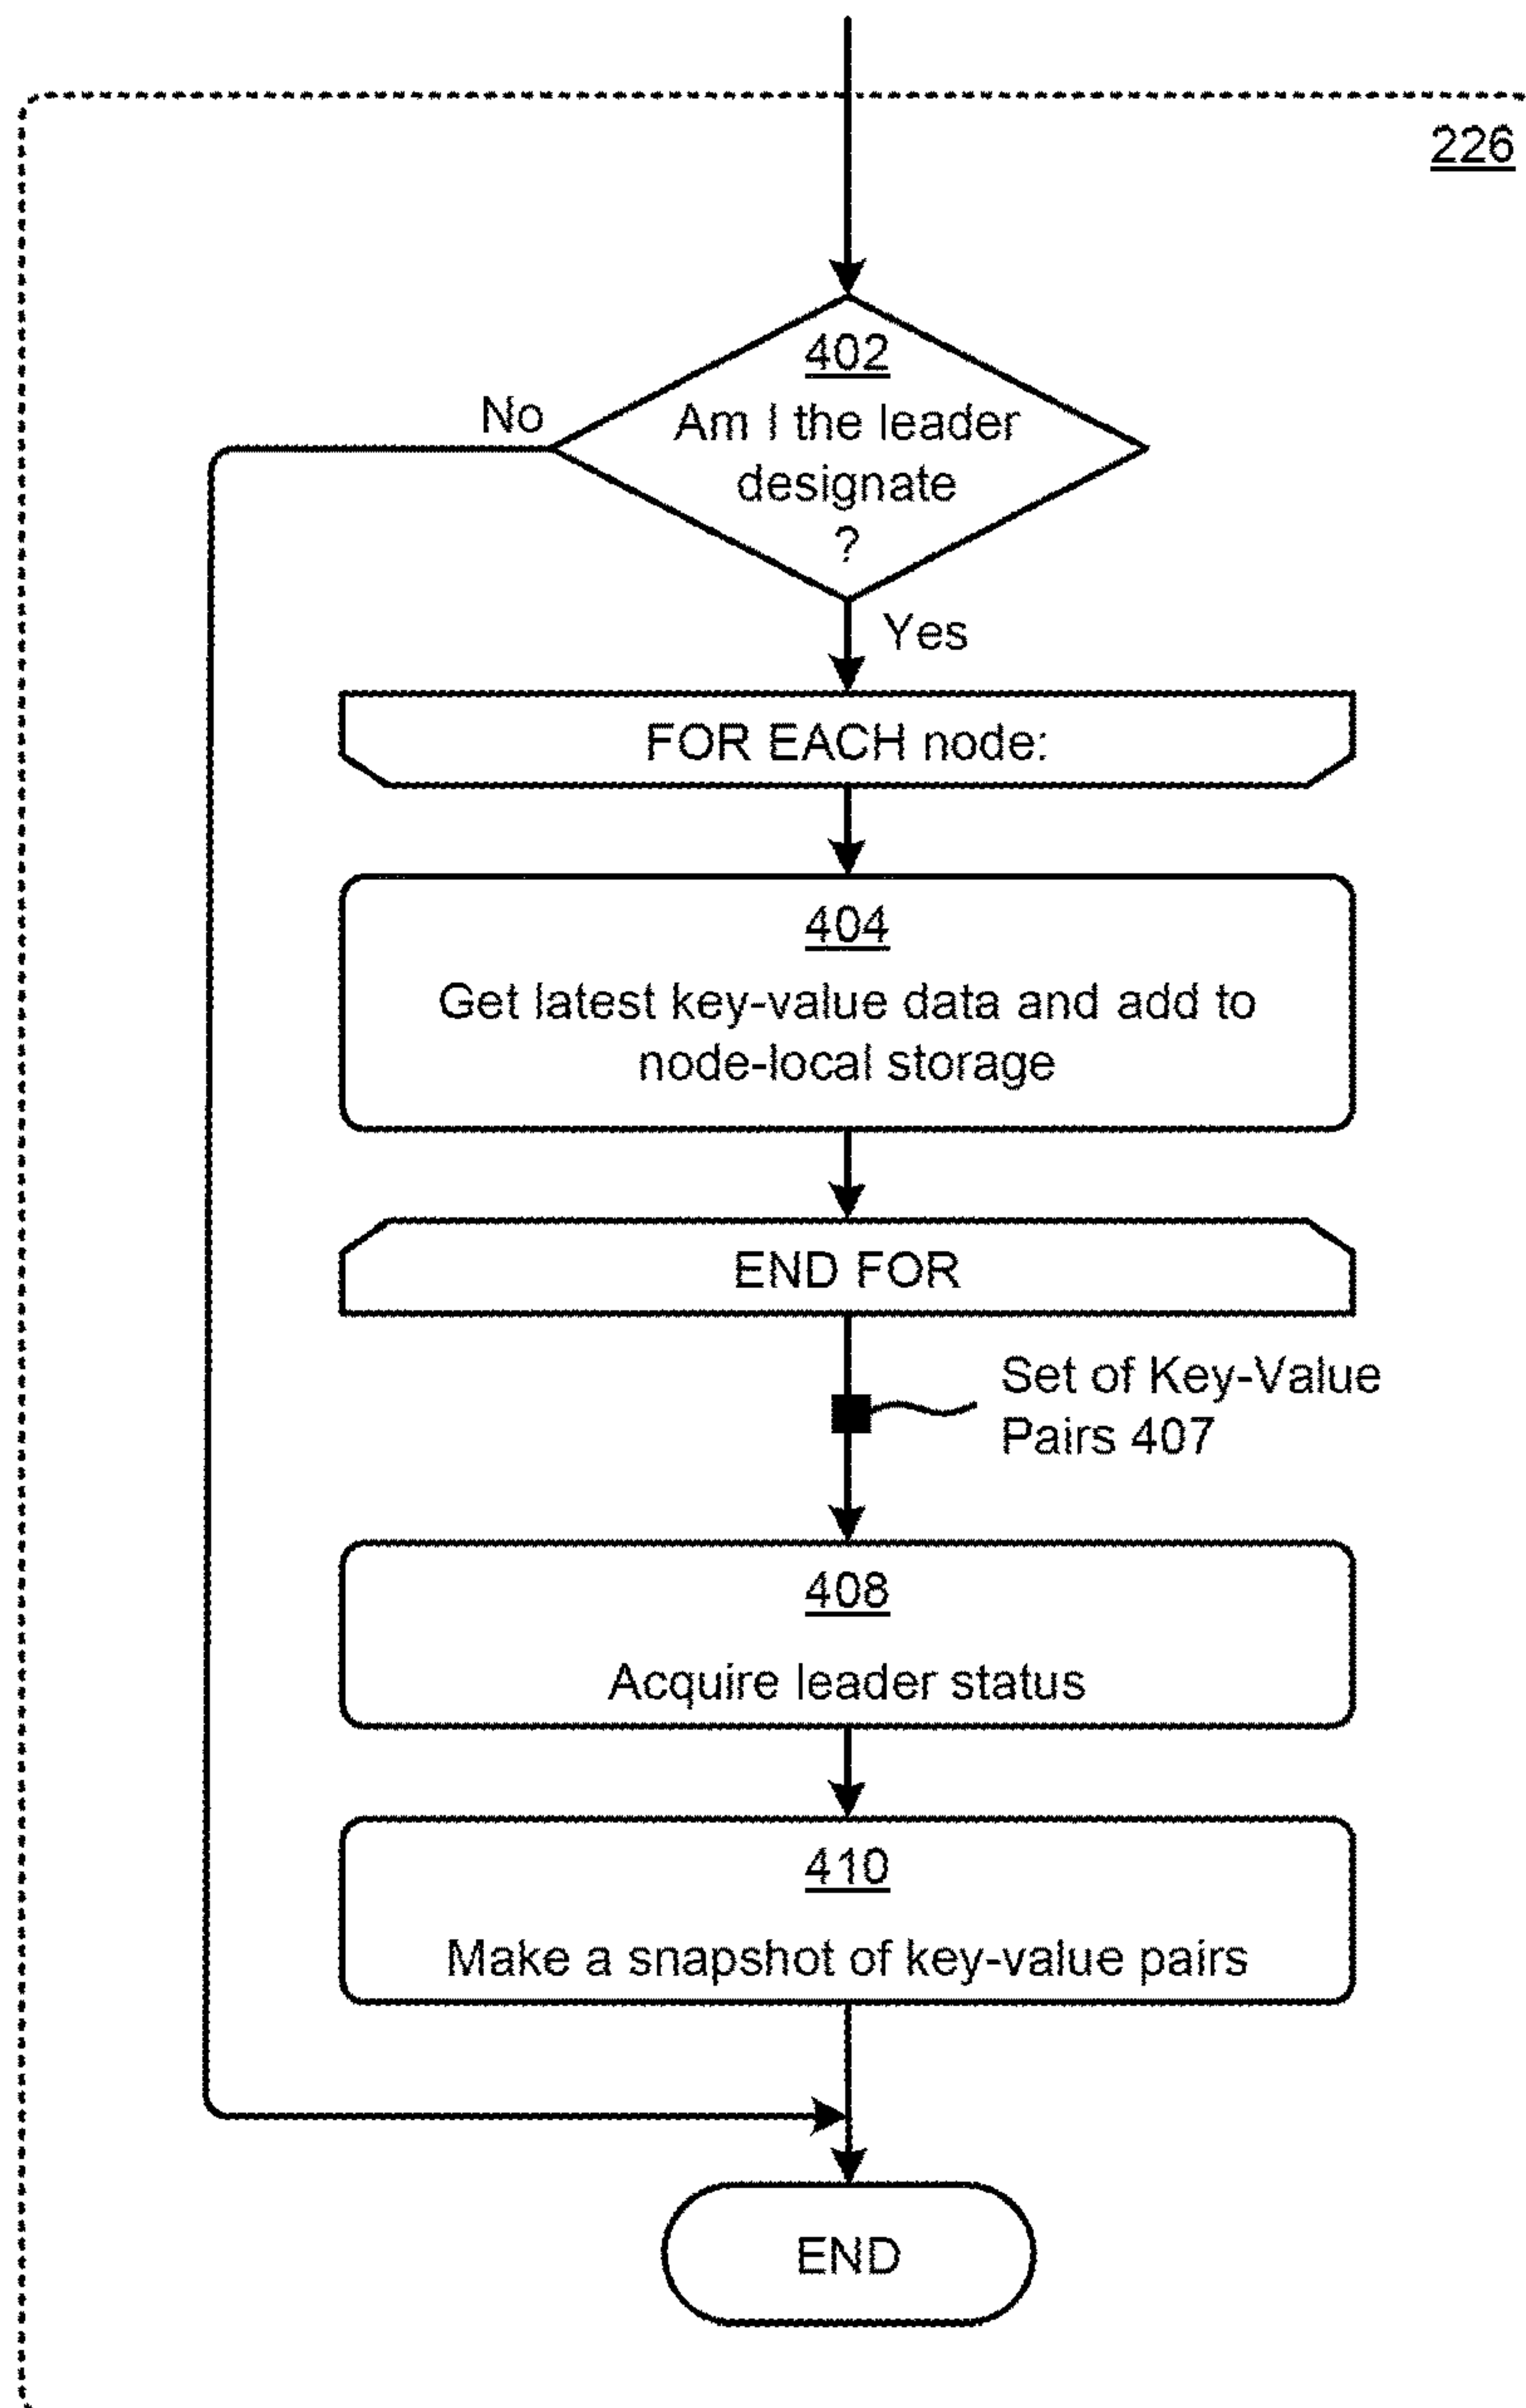 226
402
Am I the leader
designate
?
No
Yes
FOR EACH node:
404
Get latest key-value data and add to
node-local storage
END FOR
Set of Key-Value
Pairs 407
408
Acquire leader status
410
Make a snapshot of key-value pairs
END